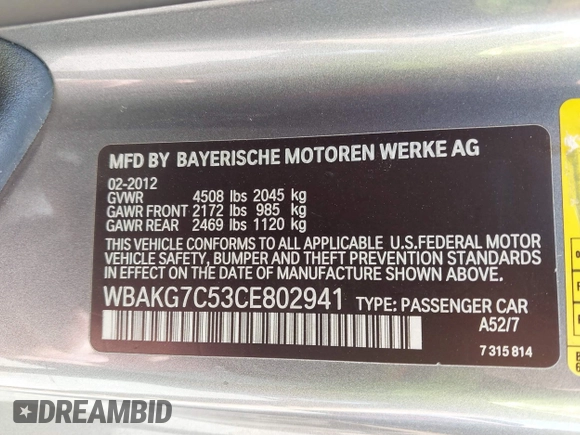 MFD BY BAYERISCHE MOTOREN WERKE AG
02-2012
GVWR 4508 lbs 2045 kg
GAWR FRONT 2172 lbs 985 kg
GAWR REAR 2469 lbs 1120 kg
THIS VEHICLE CONFORMS TO ALL APPLICABLE U.S.FEDERAL MOTOR
VEHICLE SAFETY, BUMPER AND THEFT PREVENTION STANDARDS
IN EFFECT ON THE DATE OF MANUFACTURE SHOWN ABOVE.
WBAKG7C53CE802941 TYPE: PASSENGER CAR
A52/7
7 315 814
DREAMBID